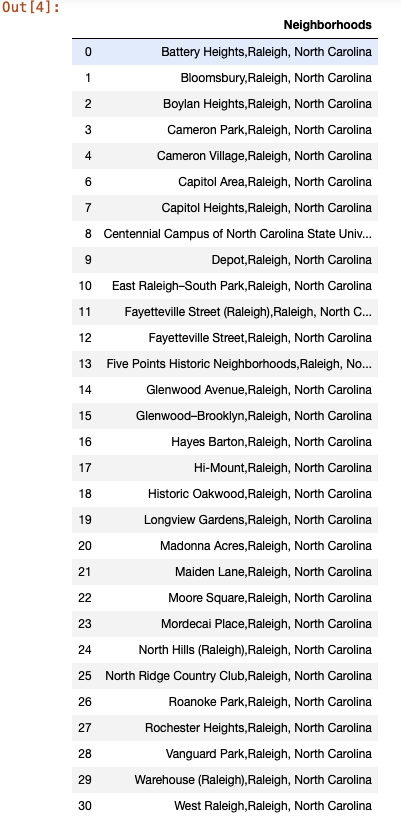 Out[4]:
Neighborhoods
0 Battery Heights,Raleigh, North Carolina
1 Bloomsbury,Raleigh, North Carolina
2 Boylan Heights,Raleigh, North Carolina
3 Cameron Park,Raleigh, North Carolina
4 Cameron Village,Raleigh, North Carolina
6 Capitol Area,Raleigh, North Carolina
7 Capitol Heights,Raleigh, North Carolina
8 Centennial Campus of North Carolina State Univ...
9 Depot,Raleigh, North Carolina
10 East Raleigh–South Park,Raleigh, North Carolina
11 Fayetteville Street (Raleigh),Raleigh, North C...
12 Fayetteville Street,Raleigh, North Carolina
13 Five Points Historic Neighborhoods,Raleigh, No...
14 Glenwood Avenue,Raleigh, North Carolina
15 Glenwood–Brooklyn,Raleigh, North Carolina
16 Hayes Barton,Raleigh, North Carolina
17 Hi-Mount,Raleigh, North Carolina
18 Historic Oakwood,Raleigh, North Carolina
19 Longview Gardens,Raleigh, North Carolina
20 Madonna Acres,Raleigh, North Carolina
21 Maiden Lane,Raleigh, North Carolina
22 Moore Square,Raleigh, North Carolina
23 Mordecai Place,Raleigh, North Carolina
24 North Hills (Raleigh),Raleigh, North Carolina
25 North Ridge Country Club,Raleigh, North Carolina
26 Roanoke Park,Raleigh, North Carolina
27 Rochester Heights,Raleigh, North Carolina
28 Vanguard Park,Raleigh, North Carolina
29 Warehouse (Raleigh),Raleigh, North Carolina
30 West Raleigh,Raleigh, North Carolina